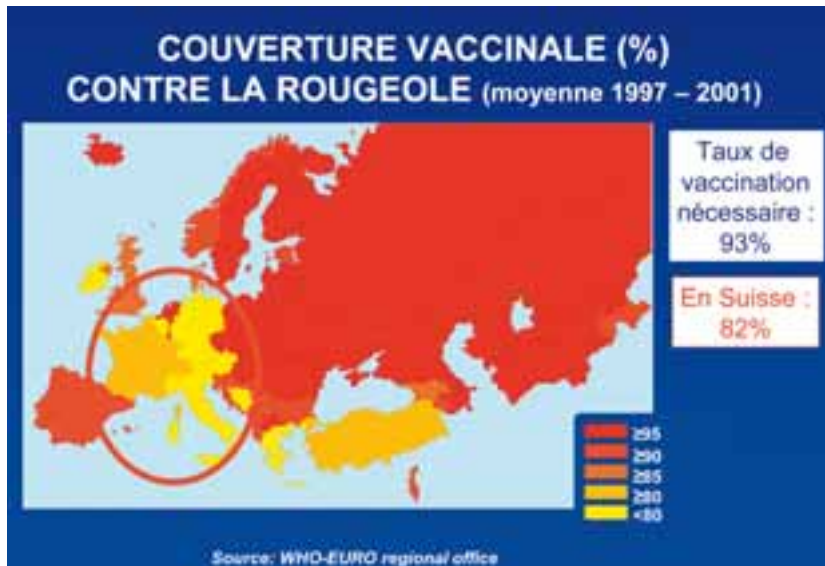 COUVERTURE VACCINALE (%)
CONTRE LA ROUGEOLE (moyenne 1997 – 2001)
Taux de
vaccination
nécessaire :
93%
En Suisse :
82%
≥95
≥90
≥85
≥80
<80
Source: WHO-EURO regional office